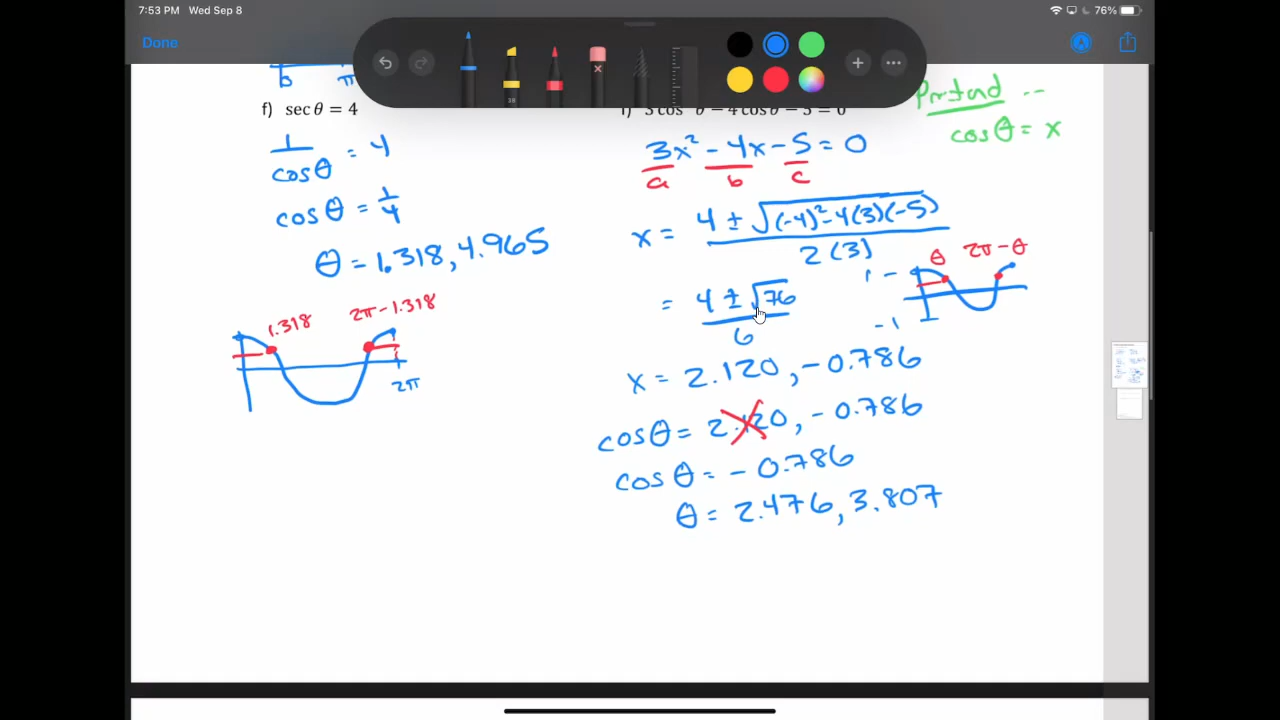 7:53 PM Wed Sep 8
76%
Done
b π
f) sec θ = 4
1/cos θ = 4
cos θ = 1/4
θ = 1.318, 4.965
1.318
2π - 1.318
2π
Pretend ...
cos θ = x
3x² - 4x - 5 = 0
a b c
x = 4 ± √(-4)² - 4(3)(-5) / 2(3)
= 4 ± √76 / 6
θ 2π - θ
1
-1
x = 2.120, -0.786
cos θ = 2.120, -0.786
cos θ = -0.786
θ = 2.476, 3.807